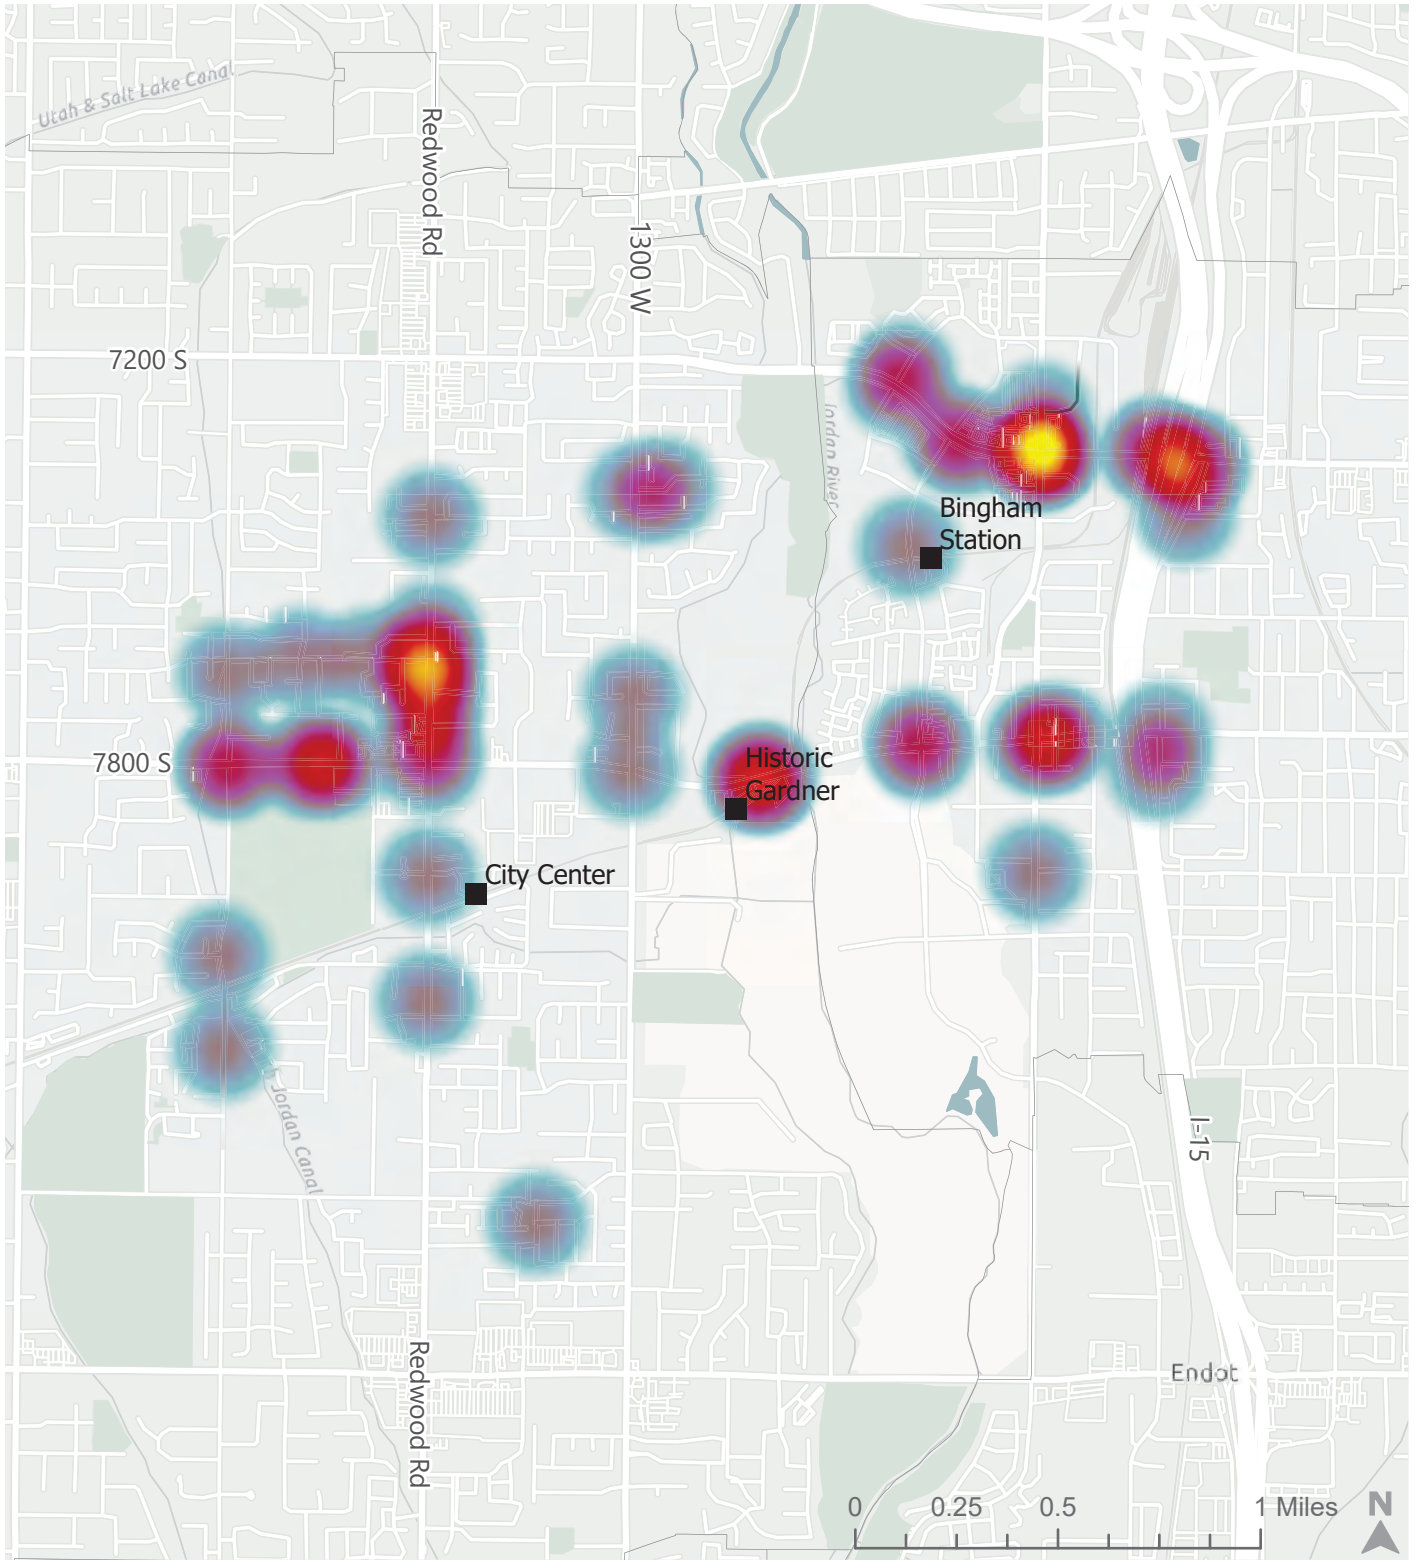 Utah & Salt Lake Canal
Redwood Rd
1300 W
7200 S
Jordan River
Bingham
Station
7800 S
Historic
Gardner
City Center
Jordan Canal
I-15
Endot
Redwood Rd
0 0.25 0.5 1 Miles
N